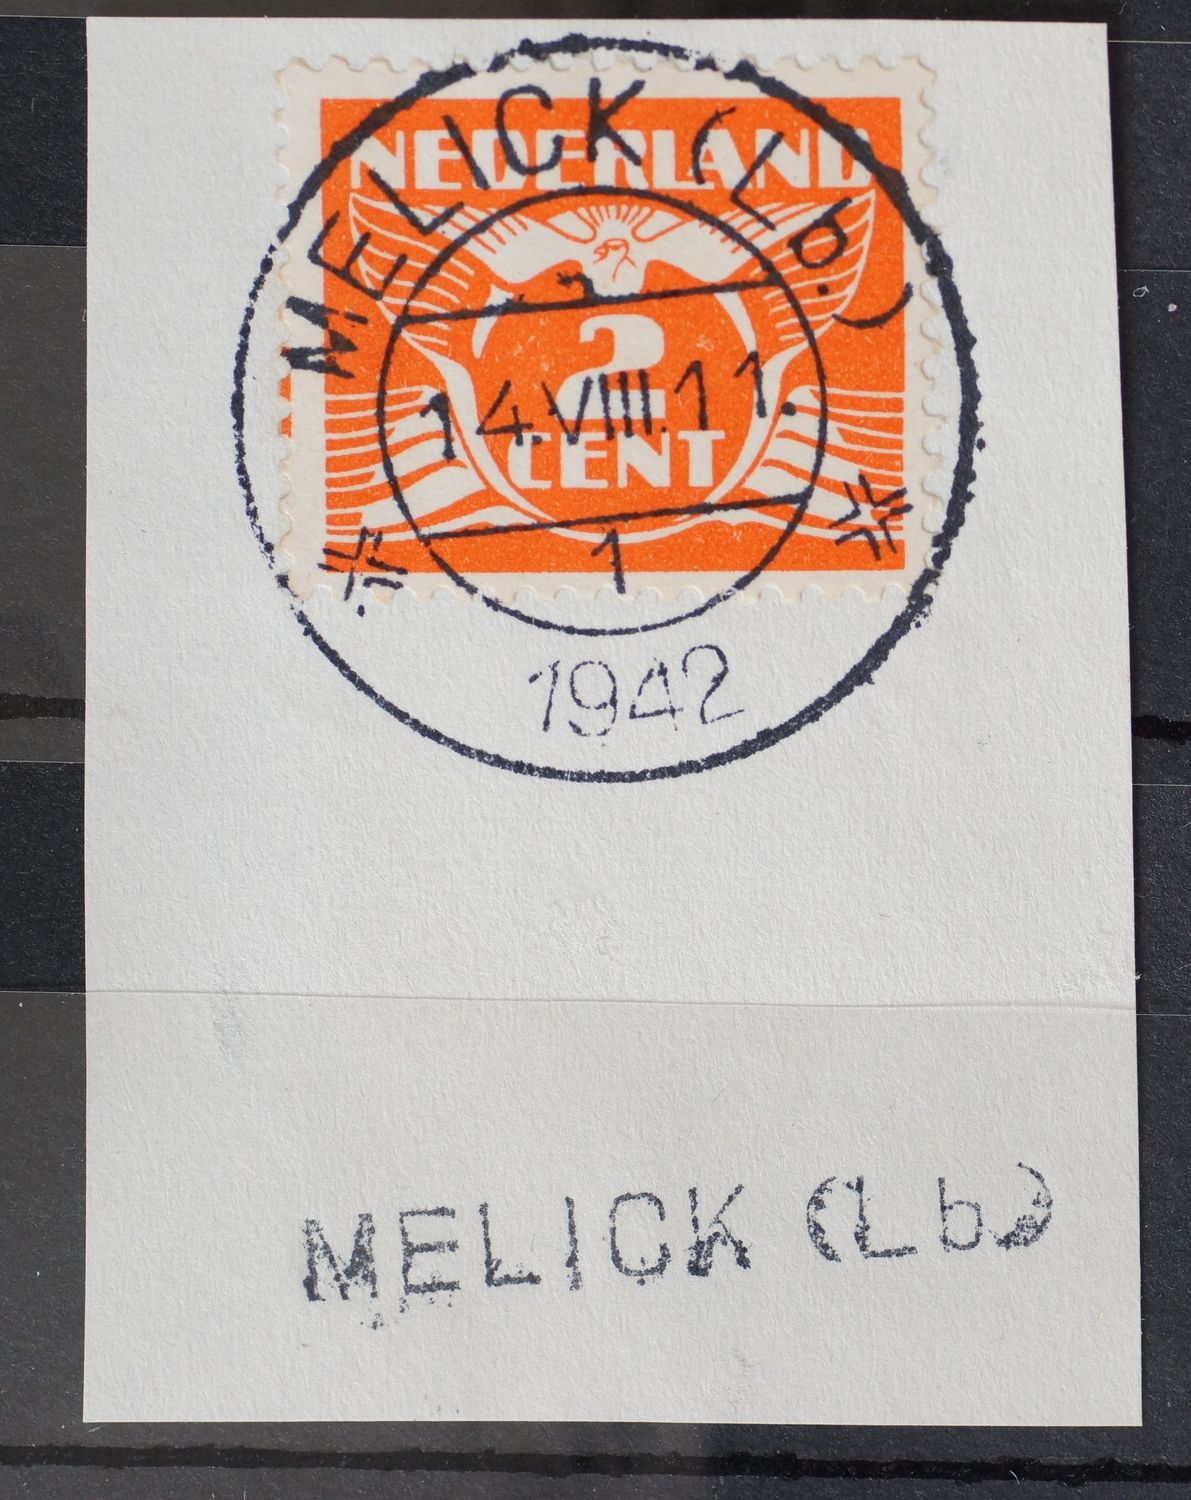 MELICK (Lb.)
NEDERLAND
2
14.VIII.11.
CENT
1
1942
MELICK (Lb.)